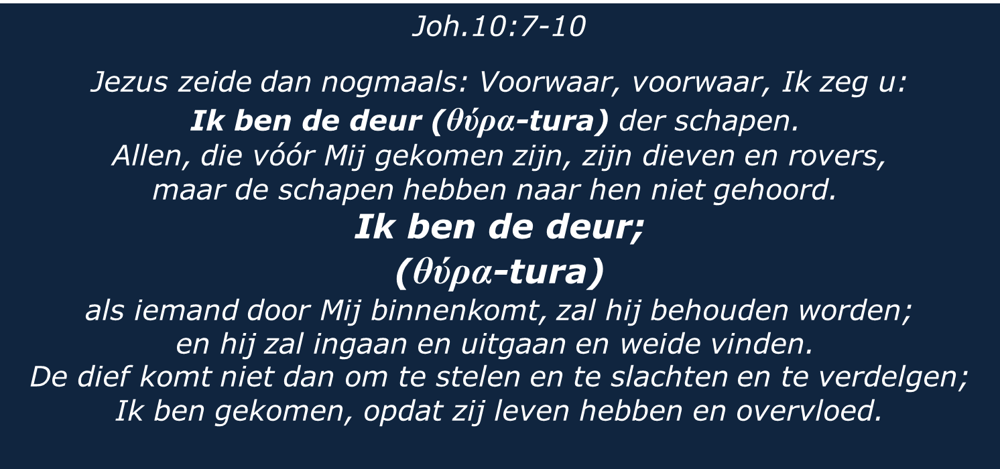 Joh.10:7-10
Jezus zeide dan nogmaals: Voorwaar, voorwaar, Ik zeg u:
Ik ben de deur (θύρα-tura) der schapen.
Allen, die vóór Mij gekomen zijn, zijn dieven en rovers,
maar de schapen hebben naar hen niet gehoord.
Ik ben de deur;
(θύρα-tura)
als iemand door Mij binnenkomt, zal hij behouden worden;
en hij zal ingaan en uitgaan en weide vinden.
De dief komt niet dan om te stelen en te slachten en te verdelgen;
Ik ben gekomen, opdat zij leven hebben en overvloed.